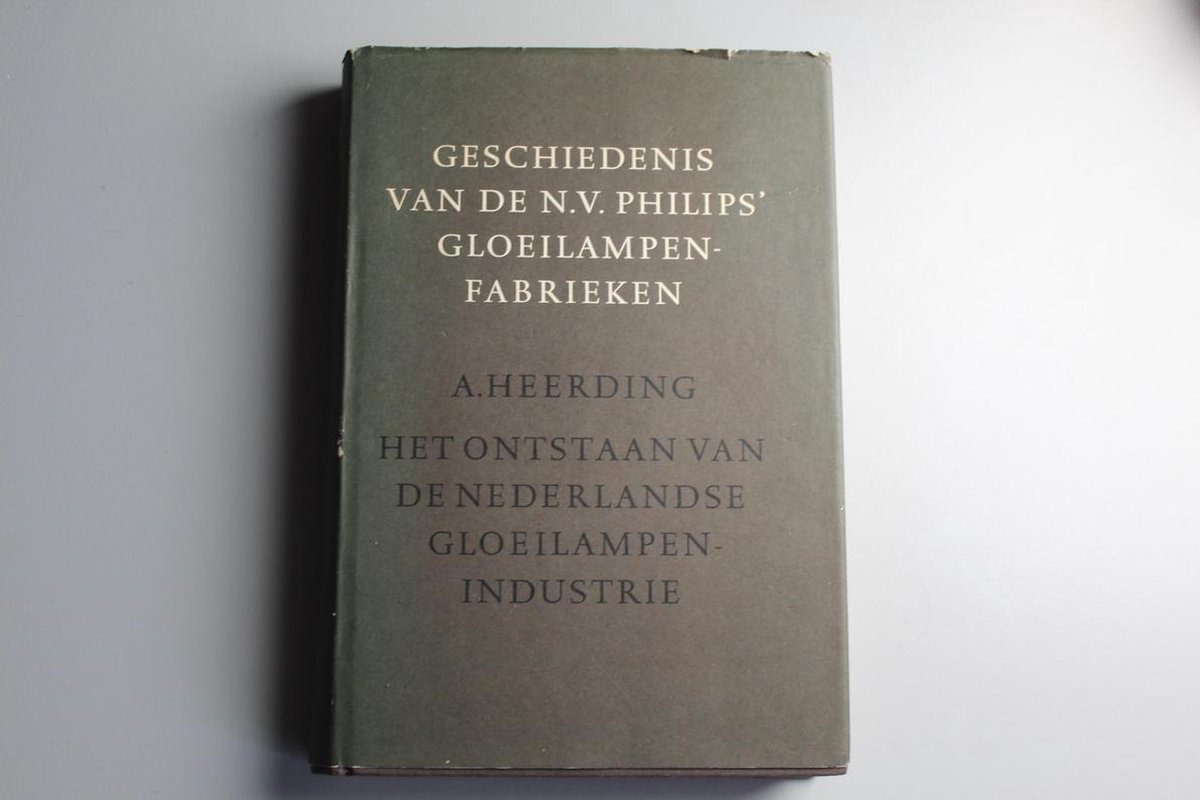 GESCHIEDENIS
VAN DE N.V. PHILIPS'
GLOEILAMPEN-
FABRIEKEN
A.HEERDING
HET ONTSTAAN VAN
DE NEDERLANDSE
GLOEILAMPEN-
INDUSTRIE